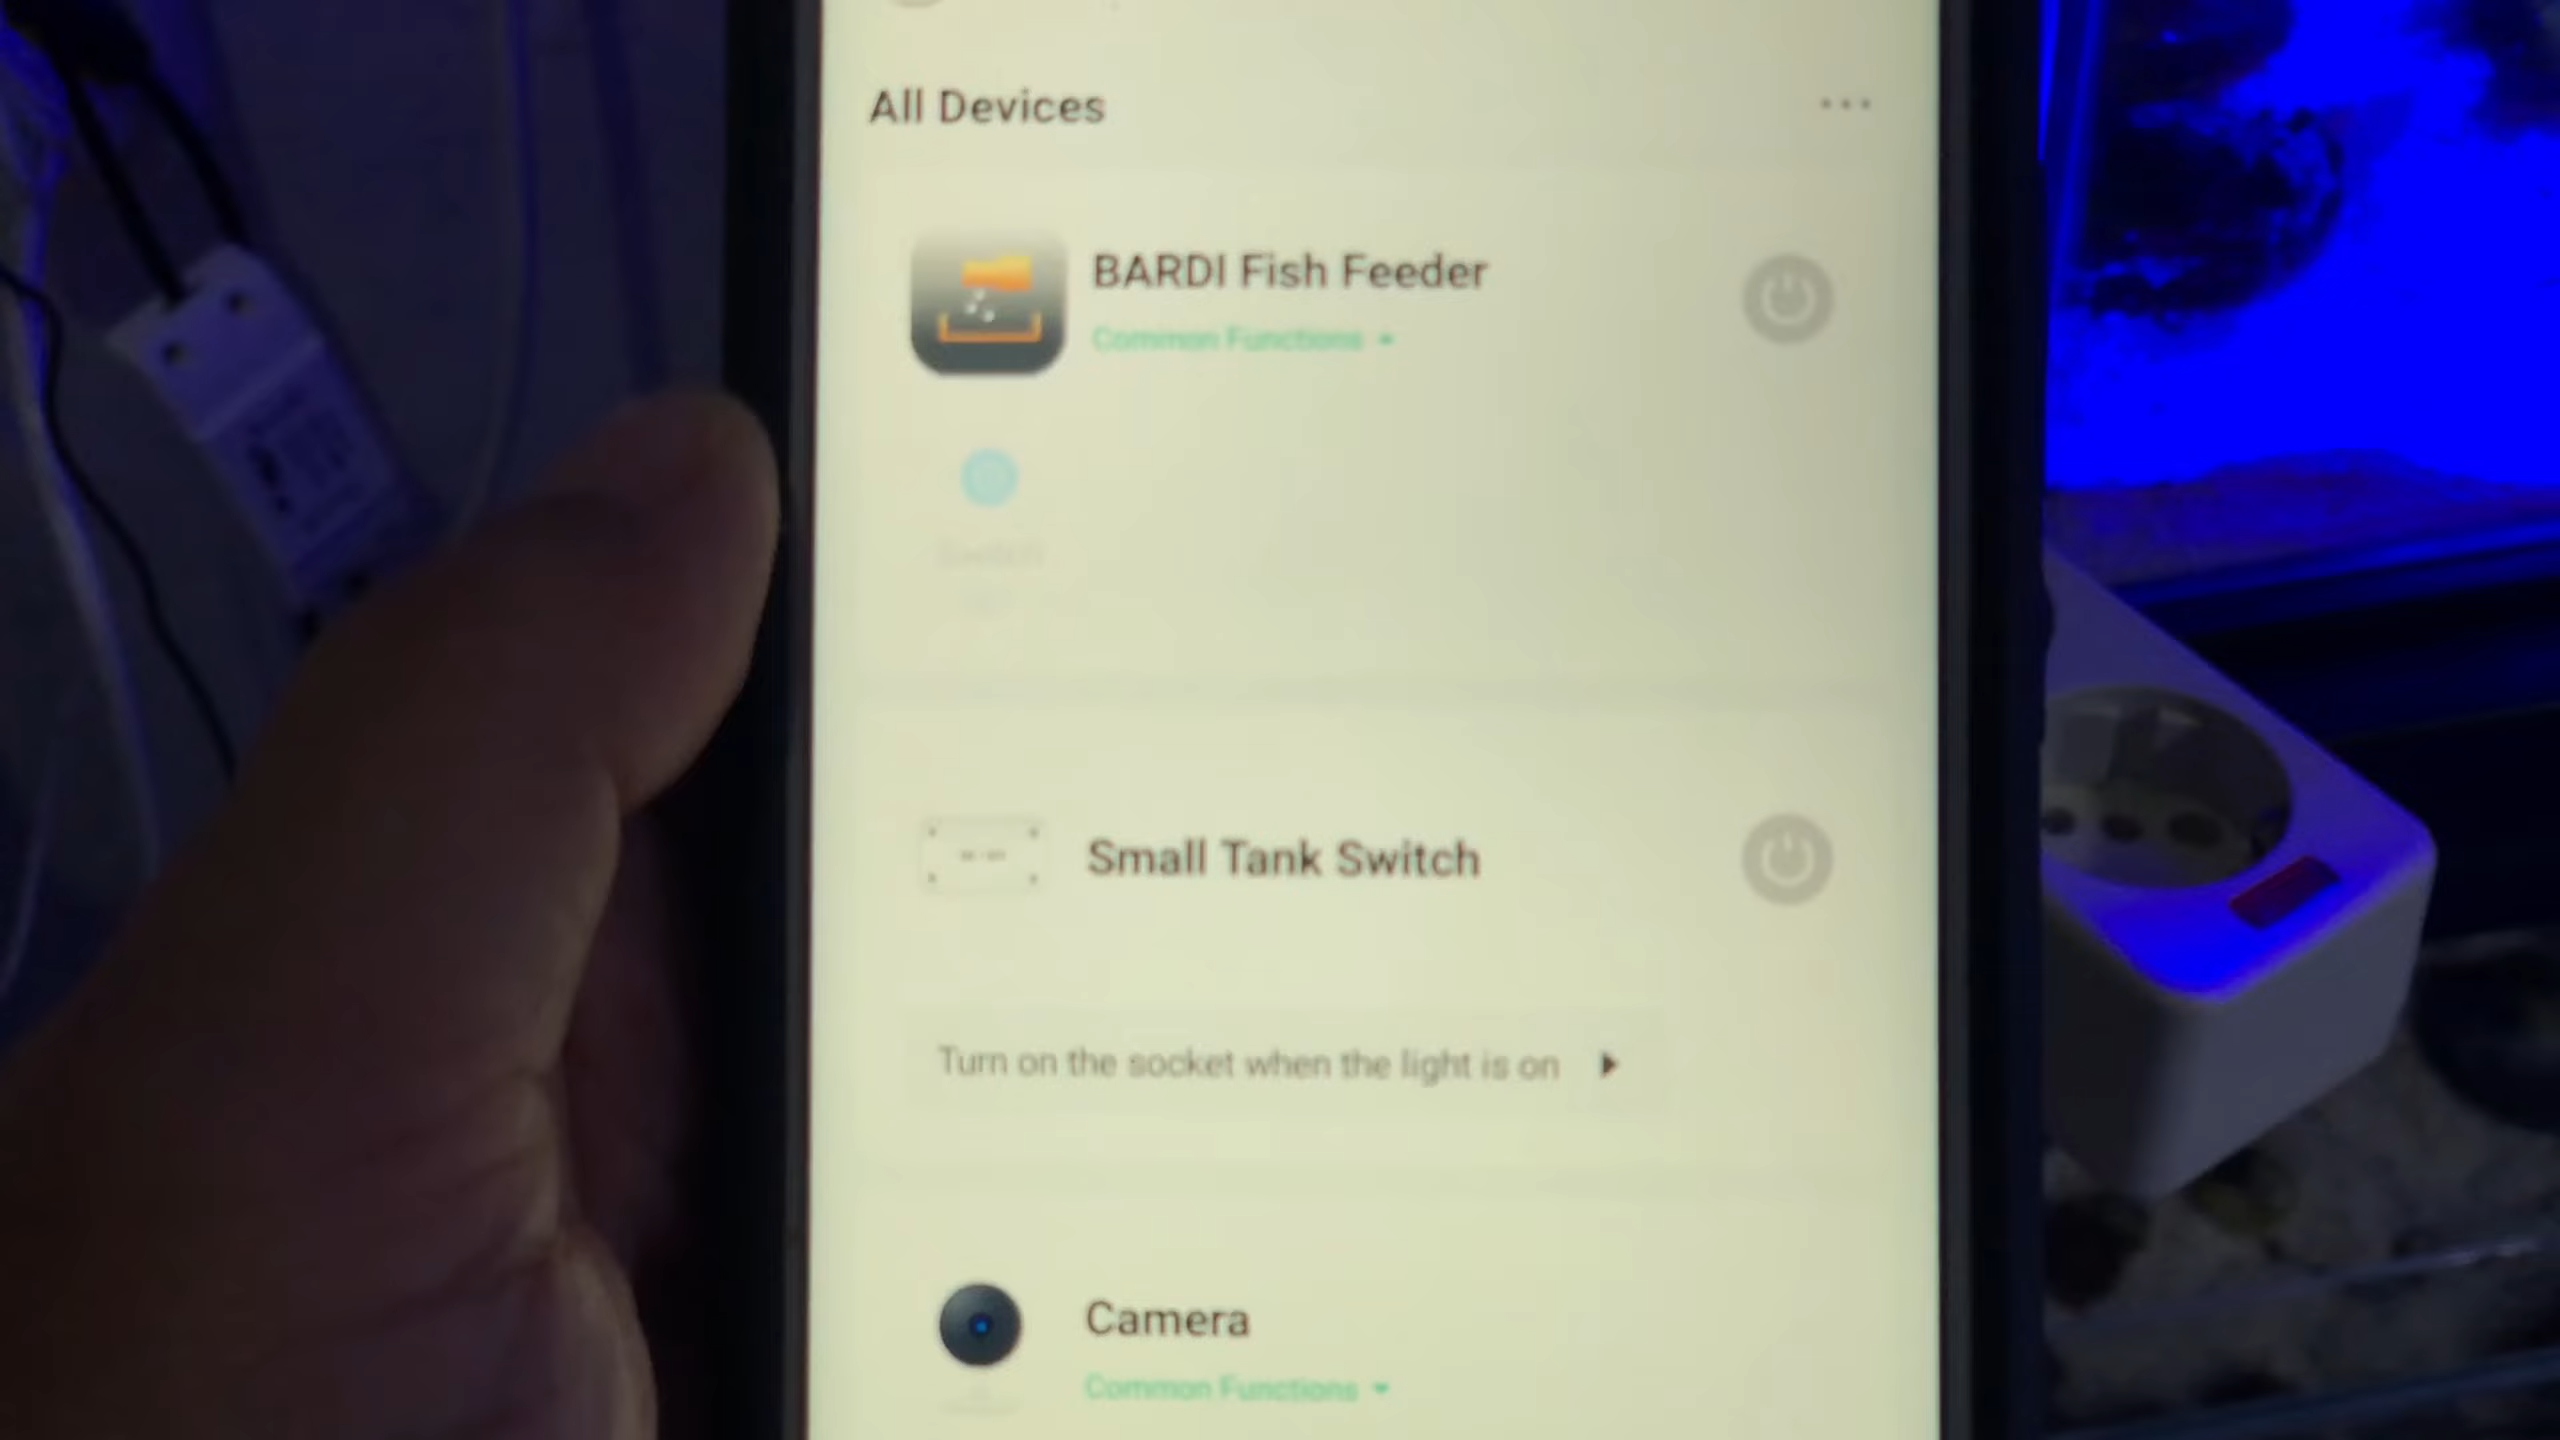 All Devices
BARDI Fish Feeder
Common Functions
Small Tank Switch
Turn on the socket when the light is on
Camera
Common Functions